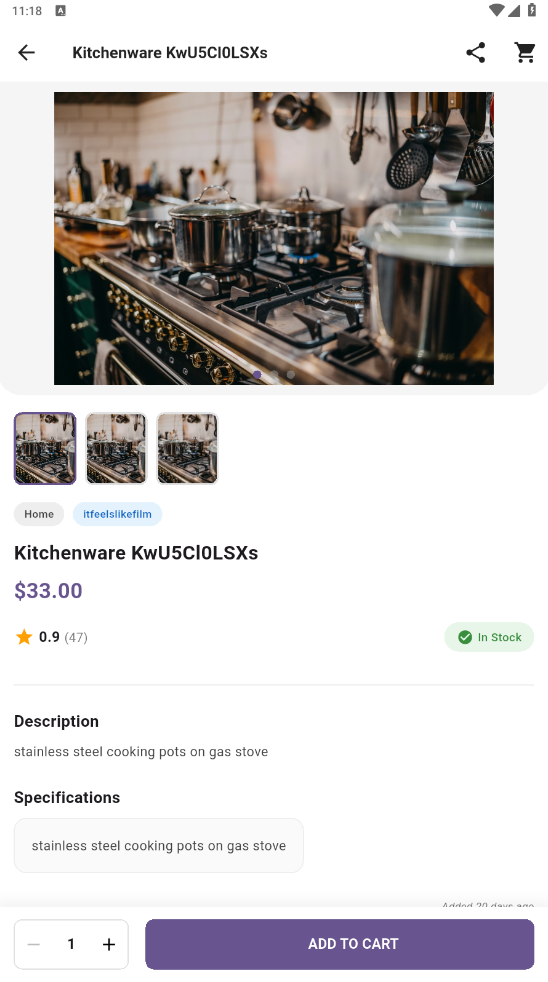 11:18
Kitchenware KwU5Cl0LSXs
Home
itfeelslikefilm
Kitchenware KwU5Cl0LSXs
$33.00
0.9 (47)
In Stock
Description
stainless steel cooking pots on gas stove
Specifications
stainless steel cooking pots on gas stove
Added 20 days ago
1
ADD TO CART